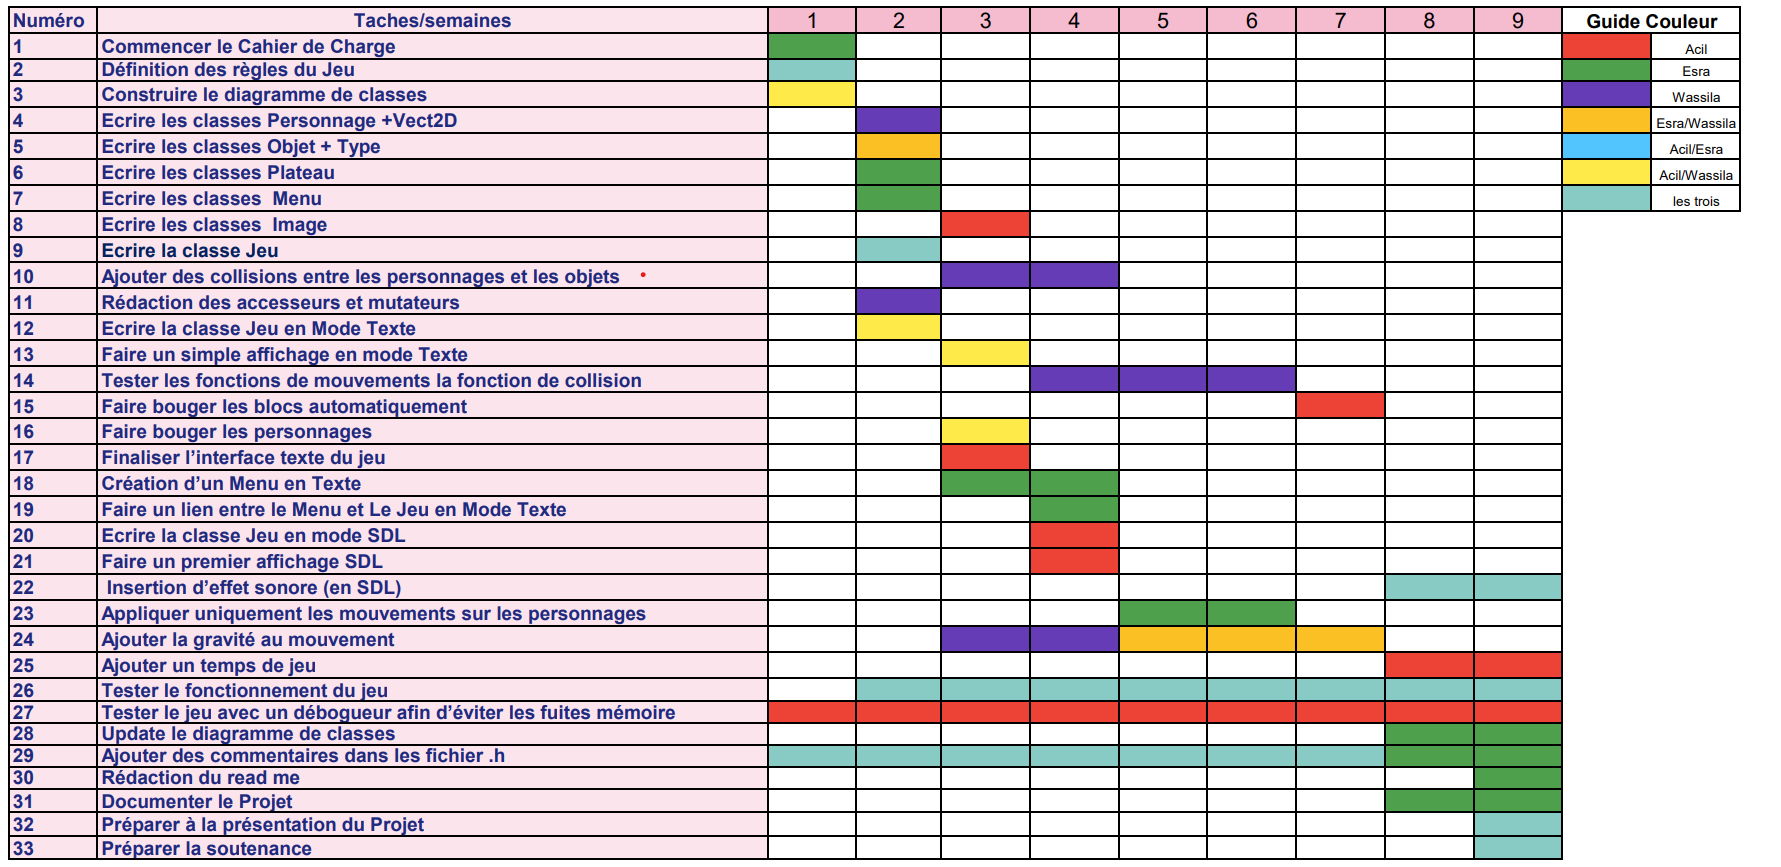 Numéro Taches/semaines 1 2 3 4 5 6 7 8 9 Guide Couleur
1 Commencer le Cahier de Charge Acil
2 Définition des règles du Jeu Esra
3 Construire le diagramme de classes Wassila
4 Ecrire les classes Personnage +Vect2D Esra/Wassila
5 Ecrire les classes Objet + Type Acil/Esra
6 Ecrire les classes Plateau Acil/Wassila
7 Ecrire les classes  Menu les trois
8 Ecrire les classes  Image
9 Ecrire la classe Jeu
10 Ajouter des collisions entre les personnages et les objets
11 Rédaction des accesseurs et mutateurs
12 Ecrire la classe Jeu en Mode Texte
13 Faire un simple affichage en mode Texte
14 Tester les fonctions de mouvements la fonction de collision
15 Faire bouger les blocs automatiquement
16 Faire bouger les personnages
17 Finaliser l’interface texte du jeu
18 Création d’un Menu en Texte
19 Faire un lien entre le Menu et Le Jeu en Mode Texte
20 Ecrire la classe Jeu en mode SDL
21 Faire un premier affichage SDL
22 Insertion d’effet sonore (en SDL)
23 Appliquer uniquement les mouvements sur les personnages
24 Ajouter la gravité au mouvement
25 Ajouter un temps de jeu
26 Tester le fonctionnement du jeu
27 Tester le jeu avec un débogueur afin d’éviter les fuites mémoire
28 Update le diagramme de classes
29 Ajouter des commentaires dans les fichier .h
30 Rédaction du read me
31 Documenter le Projet
32 Préparer à la présentation du Projet
33 Préparer la soutenance